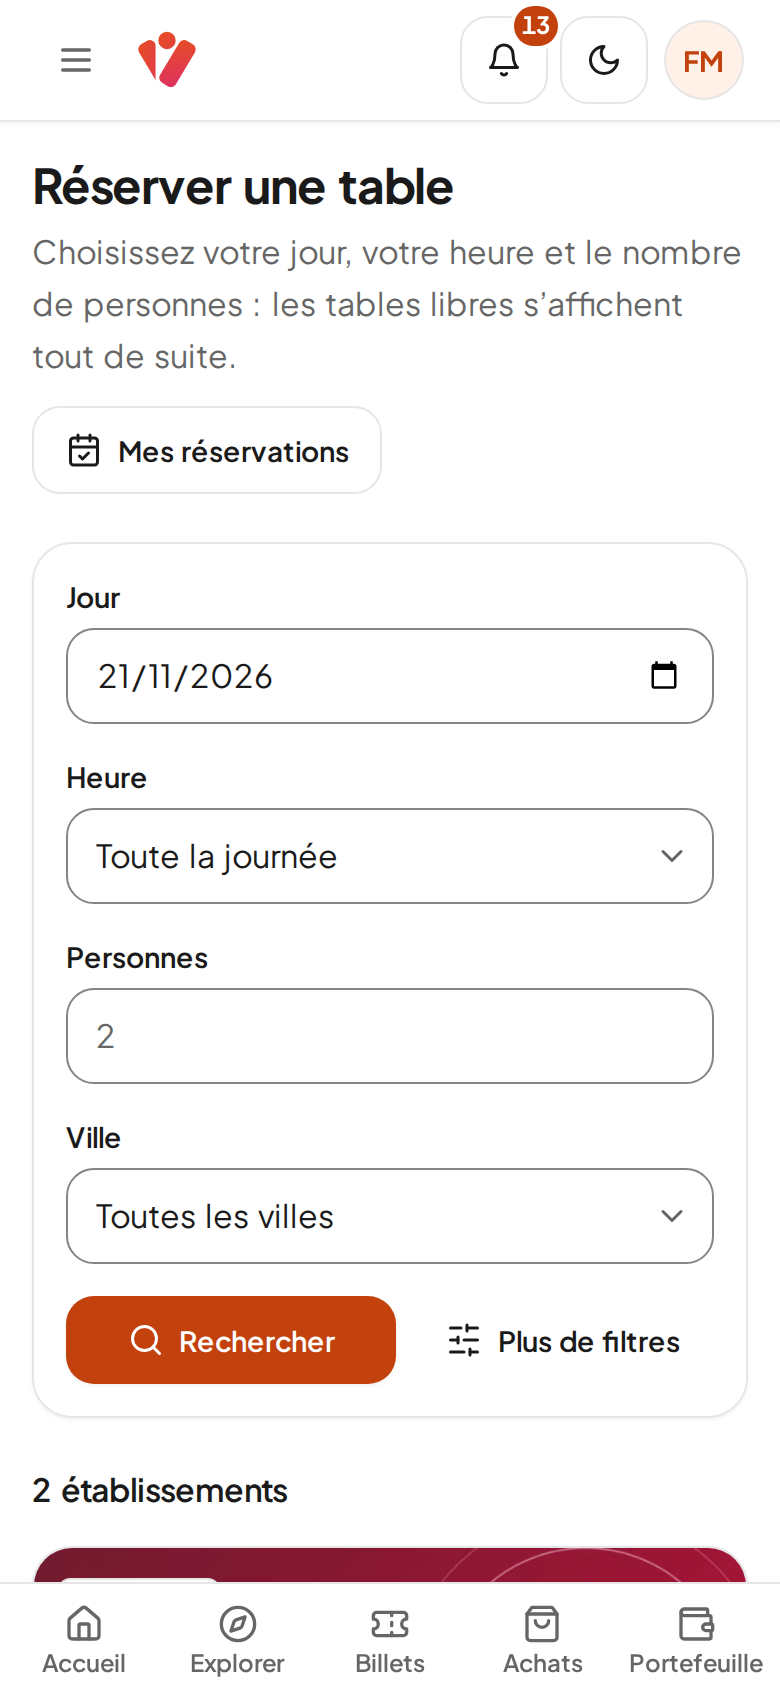 13
FM
Réserver une table
Choisissez votre jour, votre heure et le nombre
de personnes : les tables libres s’affichent
tout de suite.
Mes réservations
Jour
21/11/2026
Heure
Toute la journée
Personnes
2
Ville
Toutes les villes
Rechercher
Plus de filtres
2 établissements
Accueil
Explorer
Billets
Achats
Portefeuille